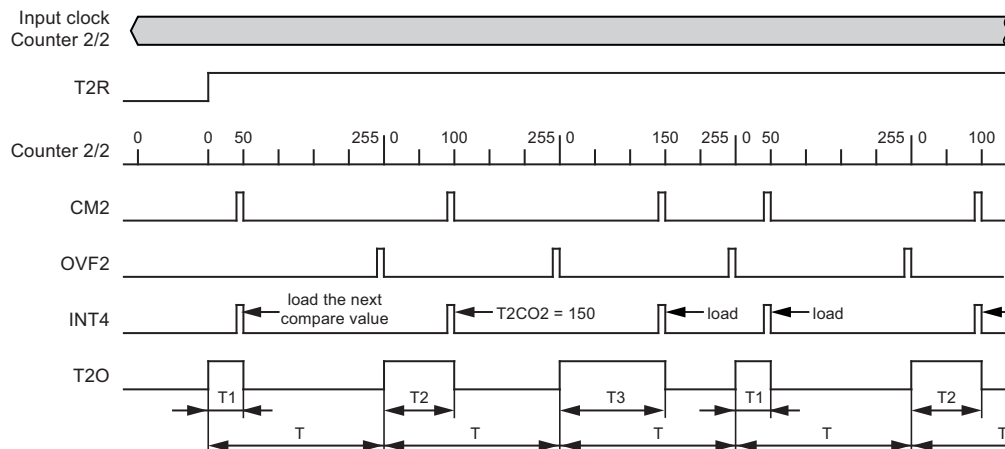 Input clock
Counter 2/2
T2R
0 0 50 255 0 100 255 0 150 255 0 50 255 0 100
Counter 2/2
CM2
OVF2
INT4
load the next
compare value
T2CO2 = 150
load
load
T2O
T1 T2 T3 T1 T2
T T T T T